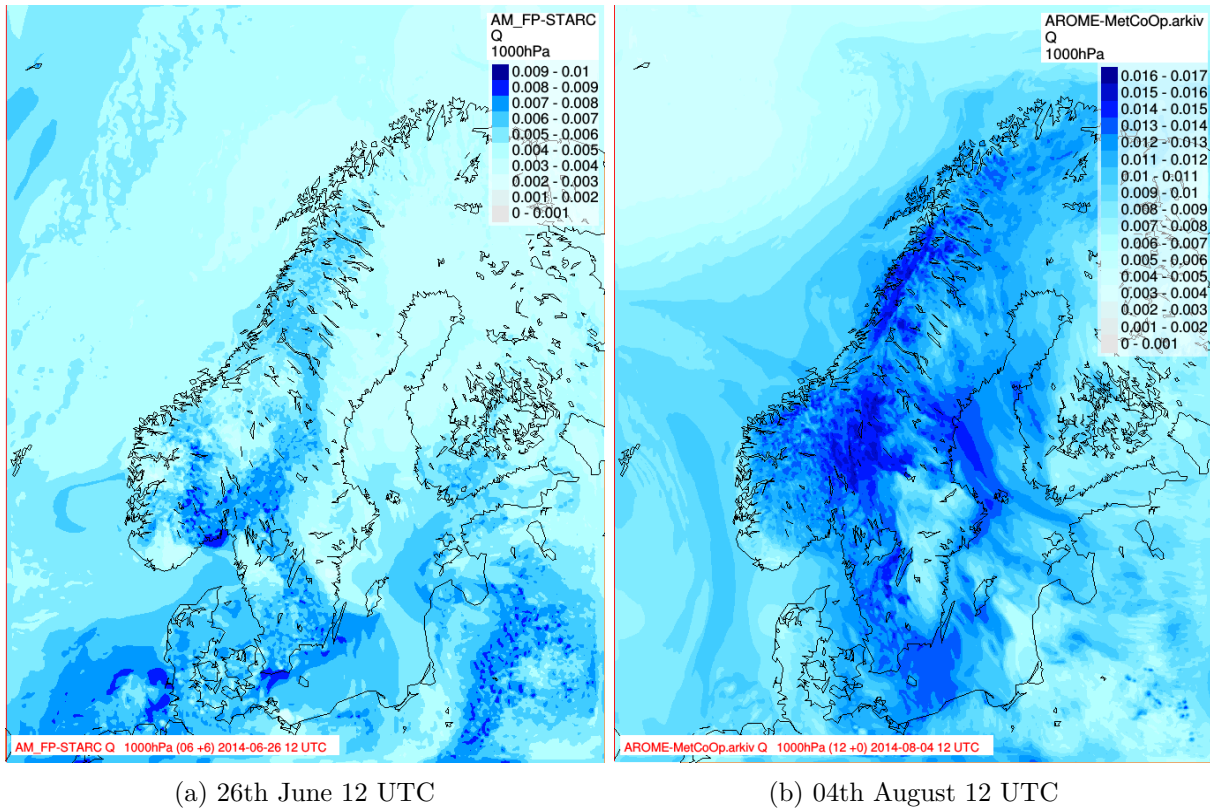 AM_FP-STARC
Q
1000hPa
0.009 - 0.01
0.008 - 0.009
0.007 - 0.008
0.006 - 0.007
0.005 - 0.006
0.004 - 0.005
0.003 - 0.004
0.002 - 0.003
0.001 - 0.002
0 - 0.001
AM_FP-STARC Q 1000hPa (06 +6) 2014-06-26 12 UTC
(a) 26th June 12 UTC
AROME-MetCoOp.arkiv
Q
1000hPa
0.016 - 0.017
0.015 - 0.016
0.014 - 0.015
0.013 - 0.014
0.012 - 0.013
0.011 - 0.012
0.01 - 0.011
0.009 - 0.01
0.008 - 0.009
0.007 - 0.008
0.006 - 0.007
0.005 - 0.006
0.004 - 0.005
0.003 - 0.004
0.002 - 0.003
0.001 - 0.002
0 - 0.001
AROME-MetCoOp.arkiv Q 1000hPa (12 +0) 2014-08-04 12 UTC
(b) 04th August 12 UTC